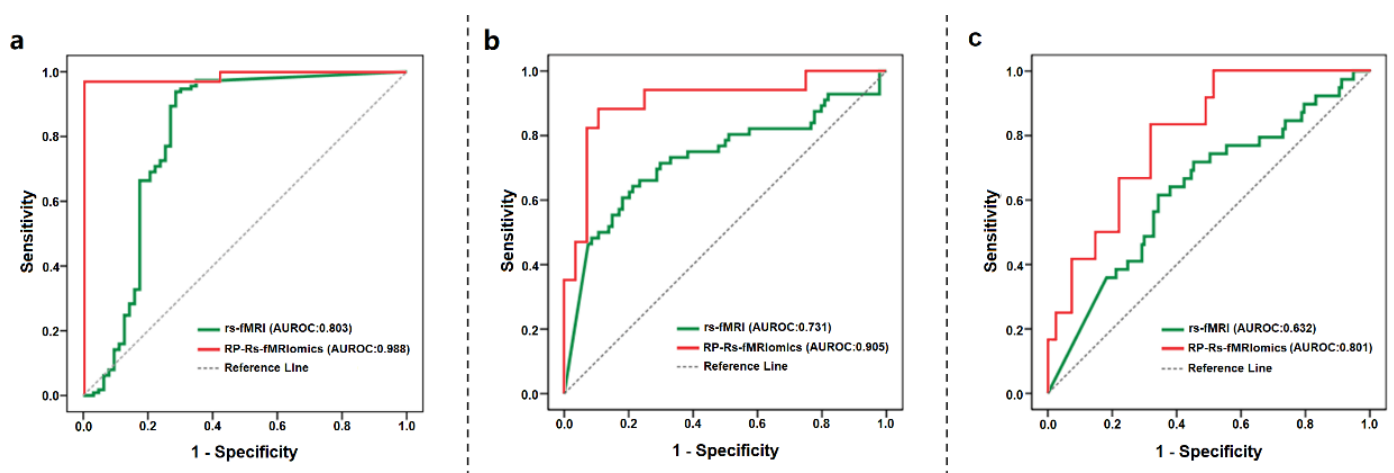 a
1.0
0.8
0.6
0.4
0.2
0.0
Sensitivity
rs-fMRI (AUROC:0.803)
RP-Rs-fMRIomics (AUROC:0.988)
Reference Line
0.0 0.2 0.4 0.6 0.8 1.0
1 - Specificity
b
1.0
0.8
0.6
0.4
0.2
0.0
Sensitivity
rs-fMRI (AUROC:0.731)
RP-Rs-fMRIomics (AUROC:0.905)
Reference Line
0.0 0.2 0.4 0.6 0.8 1.0
1 - Specificity
c
1.0
0.8
0.6
0.4
0.2
0.0
Sensitivity
rs-fMRI (AUROC:0.632)
RP-Rs-fMRIomics (AUROC:0.801)
Reference Line
0.0 0.2 0.4 0.6 0.8 1.0
1 - Specificity